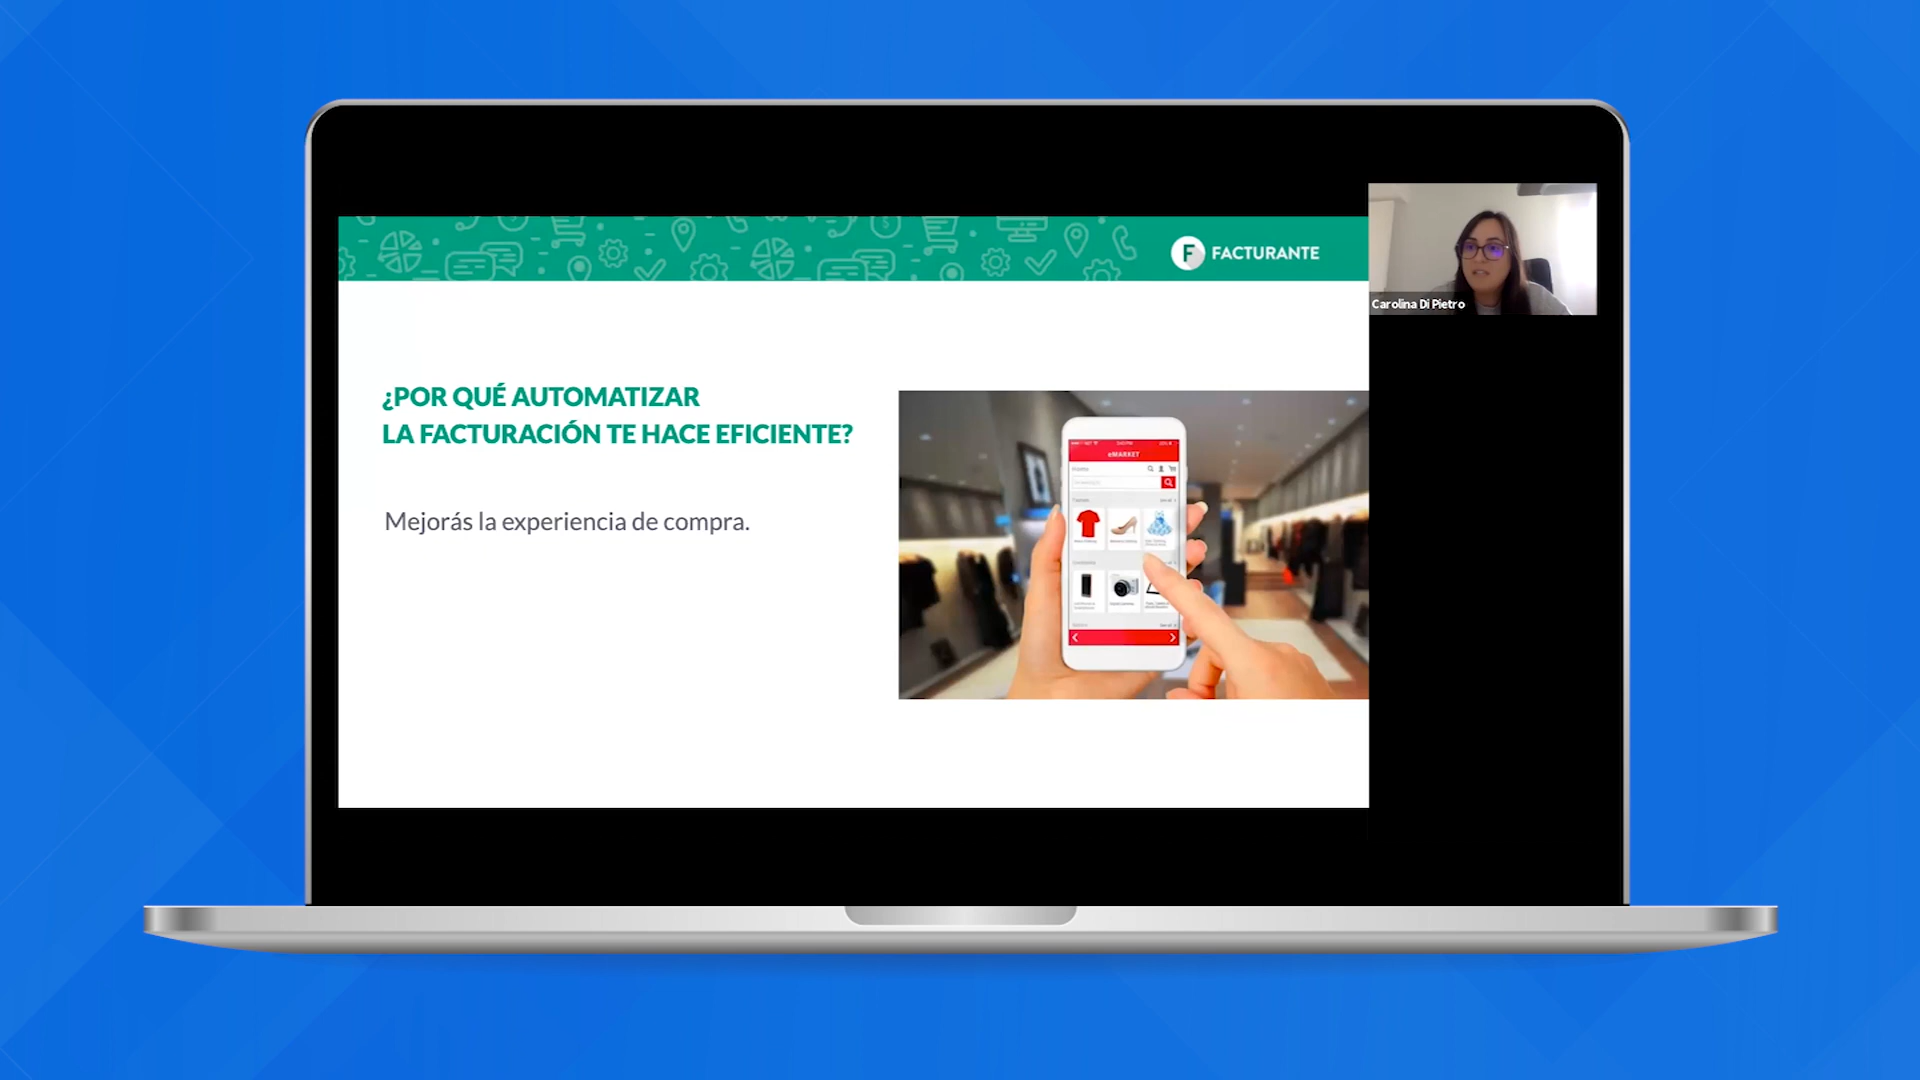 FACTURANTE
Carolina Di Pietro
¿POR QUÉ AUTOMATIZAR
LA FACTURACIÓN TE HACE EFICIENTE?
Mejorás la experiencia de compra.
eMARKET